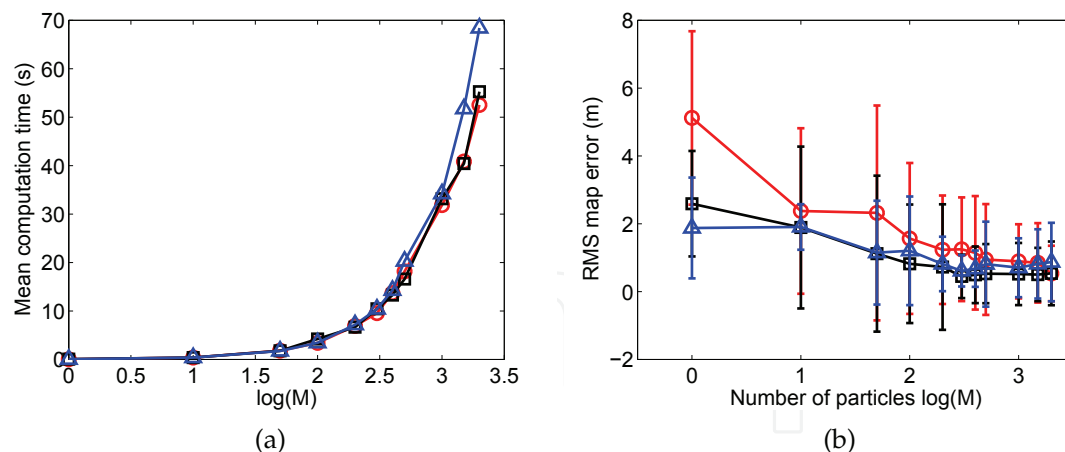 70
60
50
40
30
20
10
0
Mean computation time (s)
0 0.5 1 1.5 2 2.5 3 3.5
log(M)
(a)
8
6
4
2
0
−2
RMS map error (m)
0 1 2 3
Number of particles log(M)
(b)